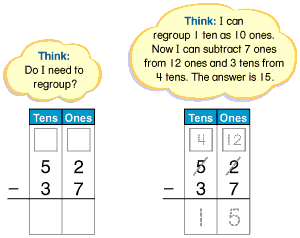 Think:
Do I need to
regroup?
Think: I can
regroup 1 ten as 10 ones.
Now I can subtract 7 ones
from 12 ones and 3 tens from
4 tens. The answer is 15.
Tens Ones
5 2
− 3 7
Tens Ones
4 12
5 2
− 3 7
1 5